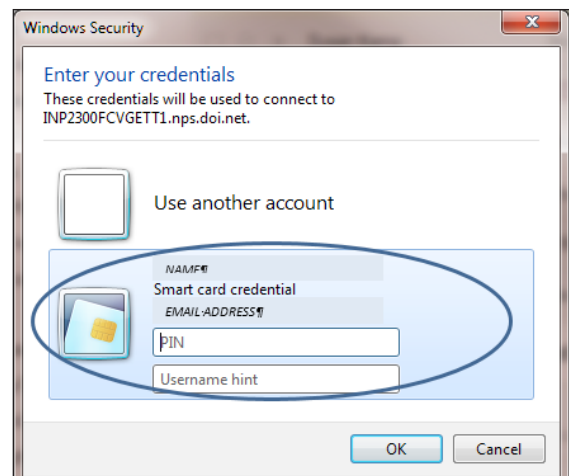 Windows Security
Enter your credentials
These credentials will be used to connect to
INP2300FCVGETT1.nps.doi.net.
Use another account
NAME¶
Smart card credential
EMAIL·ADDRESS¶
PIN
Username hint
OK
Cancel